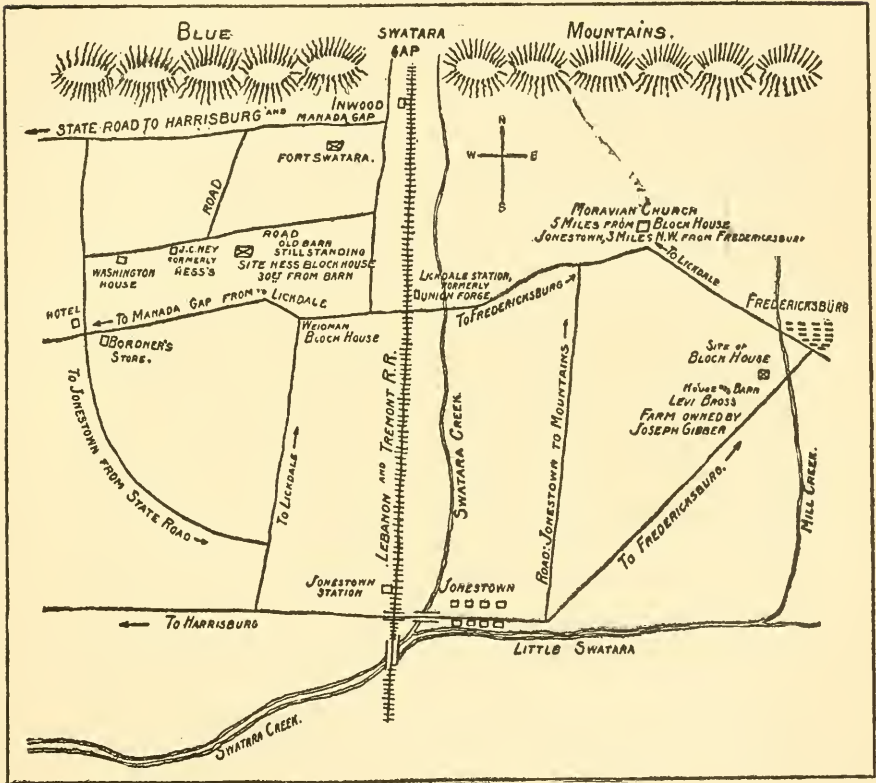 BLUE
SWATARA
GAP
MOUNTAINS.
INWOOD
← STATE ROAD TO HARRISBURG AND MANADA GAP
FORT SWATARA.
N
W E
S
ROAD
MORAVIAN CHURCH
5 MILES FROM BLOCK HOUSE
JONESTOWN, 3 MILES N.W. FROM FREDERICKSBURG
← TO LICKDALE
ROAD
OLD BARN
STILL STANDING
SITE HESS BLOCK HOUSE
30FT FROM BARN
J.C. NEY
FORMERLY
HESS'S
WASHINGTON
HOUSE
LICKDALE STATION,
FORMERLY
UNION FORGE.
FREDERICKSBURG
HOTEL
← TO MANADA GAP FROM TO LICKDALE
TO FREDERICKSBURG →
WEIDMAN
BLOCK HOUSE
BORDNER'S
STORE.
SITE OF
BLOCK HOUSE
HOUSE AND BARN
LEVI BROSS
FARM OWNED BY
JOSEPH GIBBER
TO JONESTOWN FROM STATE ROAD →
TO LICKDALE →
LEBANON AND TREMONT R.R.
SWATARA CREEK
ROAD: JONESTOWN TO MOUNTAINS →
TO FREDERICKSBURG. →
MILL CREEK.
JONESTOWN
STATION
JONESTOWN
← TO HARRISBURG
LITTLE SWATARA
SWATARA CREEK.